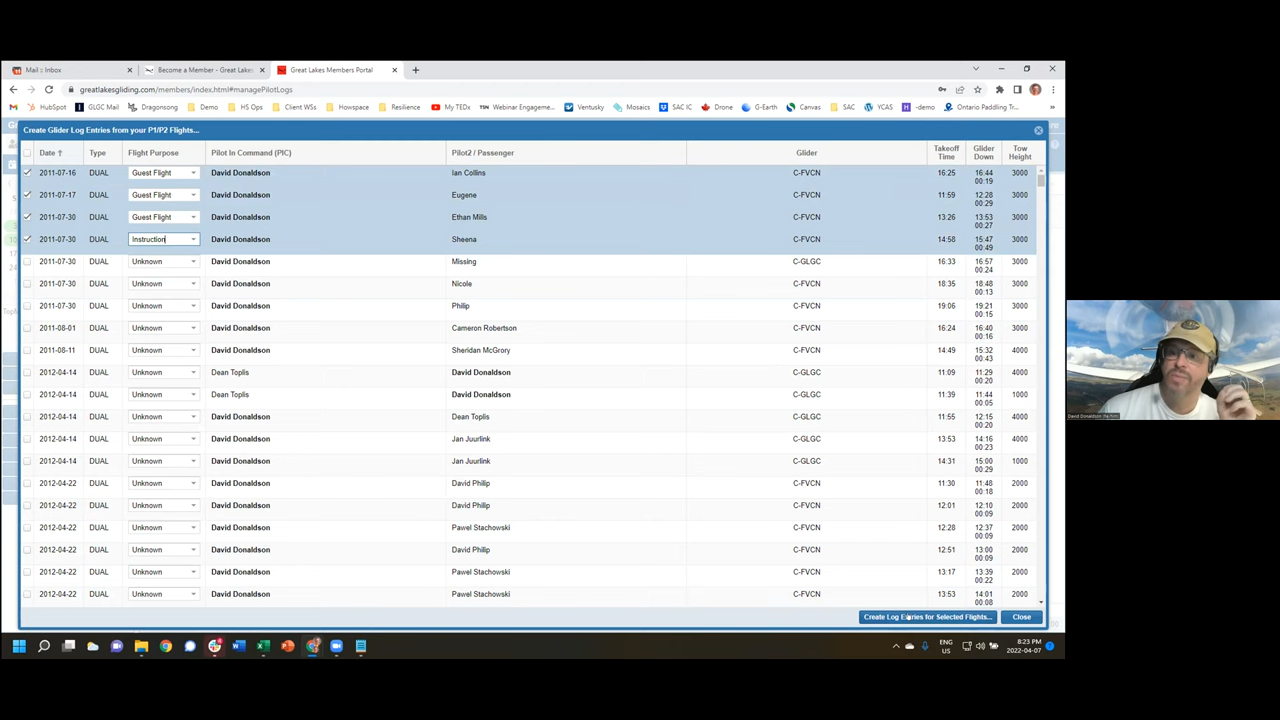 Mail :: Inbox
Become a Member - Great Lakes
Great Lakes Members Portal
greatlakesgliding.com/members/index.html#managePilotLogs
HubSpot GLGC Mail Dragonsong Demo HS Ops Client WSs Howspace Resilience My TEDx Webinar Engageme... Ventusky Mosaics SAC IC Drone G-Earth Canvas SAC YCAS -demo Ontario Paddling Tr...
Create Glider Log Entries from your P1/P2 Flights...
Date Type Flight Purpose Pilot In Command (PIC) Pilot2 / Passenger Glider Takeoff Time Glider Down Tow Height
2011-07-16 DUAL Guest Flight David Donaldson Ian Collins C-FVCN 16:25 16:44 3000
00:19
2011-07-17 DUAL Guest Flight David Donaldson Eugene C-FVCN 11:59 12:28 3000
00:29
2011-07-30 DUAL Guest Flight David Donaldson Ethan Mills C-FVCN 13:26 13:53 3000
00:27
2011-07-30 DUAL Instruction David Donaldson Sheena C-FVCN 14:58 15:47 3000
00:49
2011-07-30 DUAL Unknown David Donaldson Missing C-GLGC 16:33 16:57 3000
00:24
2011-07-30 DUAL Unknown David Donaldson Nicole C-GLGC 18:35 18:48 3000
00:13
2011-07-30 DUAL Unknown David Donaldson Philip C-GLGC 19:06 19:21 3000
00:15
2011-08-01 DUAL Unknown David Donaldson Cameron Robertson C-GLGC 16:24 16:40 3000
00:16
2011-08-11 DUAL Unknown David Donaldson Sheridan McGrory C-FVCN 14:49 15:32 4000
00:43
2012-04-14 DUAL Unknown Dean Toplis David Donaldson C-GLGC 11:09 11:29 4000
00:20
2012-04-14 DUAL Unknown Dean Toplis David Donaldson C-GLGC 11:39 11:44 1000
00:05
2012-04-14 DUAL Unknown David Donaldson Dean Toplis C-GLGC 11:55 12:15 4000
00:20
2012-04-14 DUAL Unknown David Donaldson Jan Juurlink C-GLGC 13:53 14:16 4000
00:23
2012-04-14 DUAL Unknown David Donaldson Jan Juurlink C-GLGC 14:31 15:00 1000
00:29
2012-04-22 DUAL Unknown David Donaldson David Philip C-FVCN 11:30 11:48 2000
00:18
2012-04-22 DUAL Unknown David Donaldson David Philip C-FVCN 12:01 12:10 2000
00:09
2012-04-22 DUAL Unknown David Donaldson Pawel Stachowski C-FVCN 12:28 12:37 2000
00:09
2012-04-22 DUAL Unknown David Donaldson David Philip C-FVCN 12:51 13:00 2000
00:09
2012-04-22 DUAL Unknown David Donaldson Pawel Stachowski C-FVCN 13:17 13:39 2000
00:22
2012-04-22 DUAL Unknown David Donaldson Pawel Stachowski C-FVCN 13:53 14:01 2000
00:08
Create Log Entries for Selected Flights... Close
ENG
US
8:23 PM
2022-04-07
David Donaldson